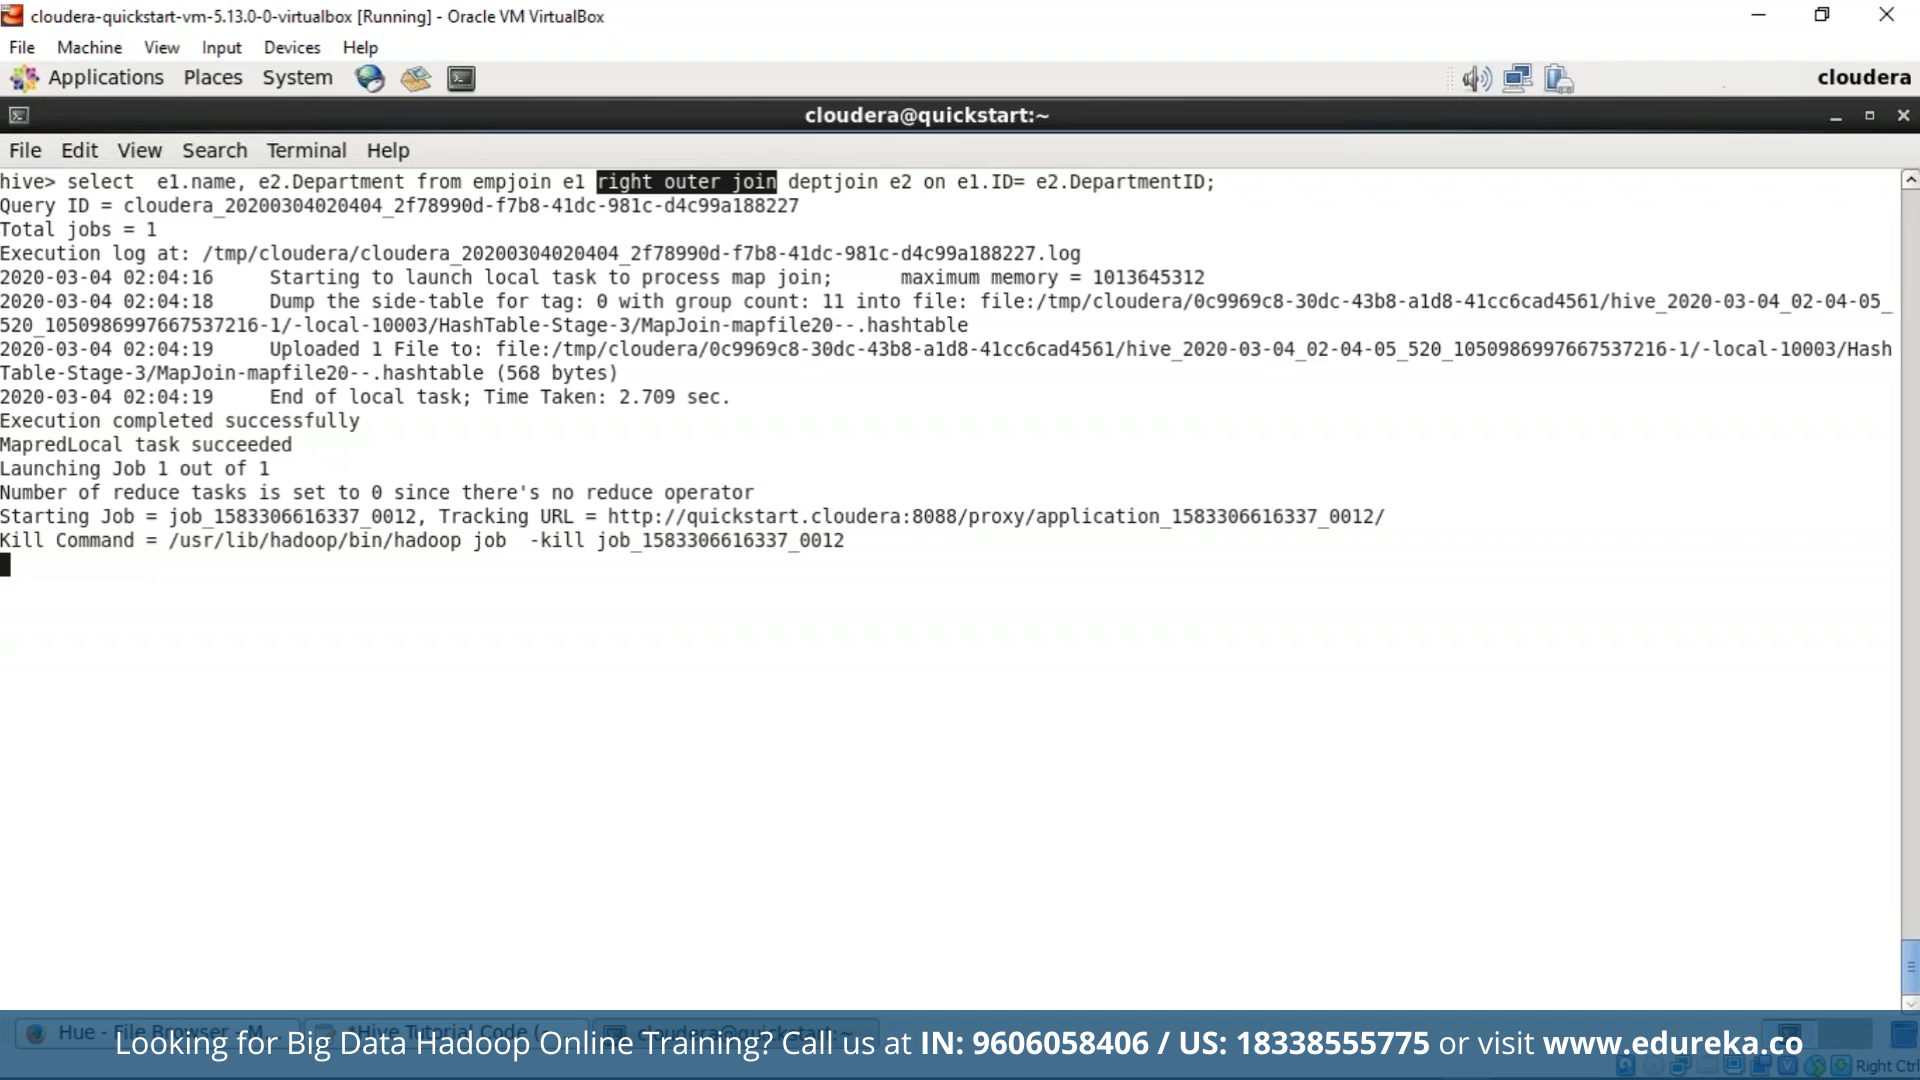 cloudera-quickstart-vm-5.13.0-0-virtualbox [Running] - Oracle VM VirtualBox
File Machine View Input Devices Help
Applications Places System cloudera
cloudera@quickstart:~
File Edit View Search Terminal Help
hive> select  e1.name, e2.Department from empjoin e1 right outer join deptjoin e2 on e1.ID= e2.DepartmentID;
Query ID = cloudera_20200304020404_2f78990d-f7b8-41dc-981c-d4c99a188227
Total jobs = 1
Execution log at: /tmp/cloudera/cloudera_20200304020404_2f78990d-f7b8-41dc-981c-d4c99a188227.log
2020-03-04 02:04:16     Starting to launch local task to process map join;      maximum memory = 1013645312
2020-03-04 02:04:18     Dump the side-table for tag: 0 with group count: 11 into file: file:/tmp/cloudera/0c9969c8-30dc-43b8-a1d8-41cc6cad4561/hive_2020-03-04_02-04-05_
520_1050986997667537216-1/-local-10003/HashTable-Stage-3/MapJoin-mapfile20--.hashtable
2020-03-04 02:04:19     Uploaded 1 File to: file:/tmp/cloudera/0c9969c8-30dc-43b8-a1d8-41cc6cad4561/hive_2020-03-04_02-04-05_520_1050986997667537216-1/-local-10003/Hash
Table-Stage-3/MapJoin-mapfile20--.hashtable (568 bytes)
2020-03-04 02:04:19     End of local task; Time Taken: 2.709 sec.
Execution completed successfully
MapredLocal task succeeded
Launching Job 1 out of 1
Number of reduce tasks is set to 0 since there's no reduce operator
Starting Job = job_1583306616337_0012, Tracking URL = http://quickstart.cloudera:8088/proxy/application_1583306616337_0012/
Kill Command = /usr/lib/hadoop/bin/hadoop job  -kill job_1583306616337_0012
Hue - File Browser - M... *Hive Tutorial Code (~... cloudera@quickstart:~
Looking for Big Data Hadoop Online Training? Call us at IN: 9606058406 / US: 18338555775 or visit www.edureka.co
Right Ctrl